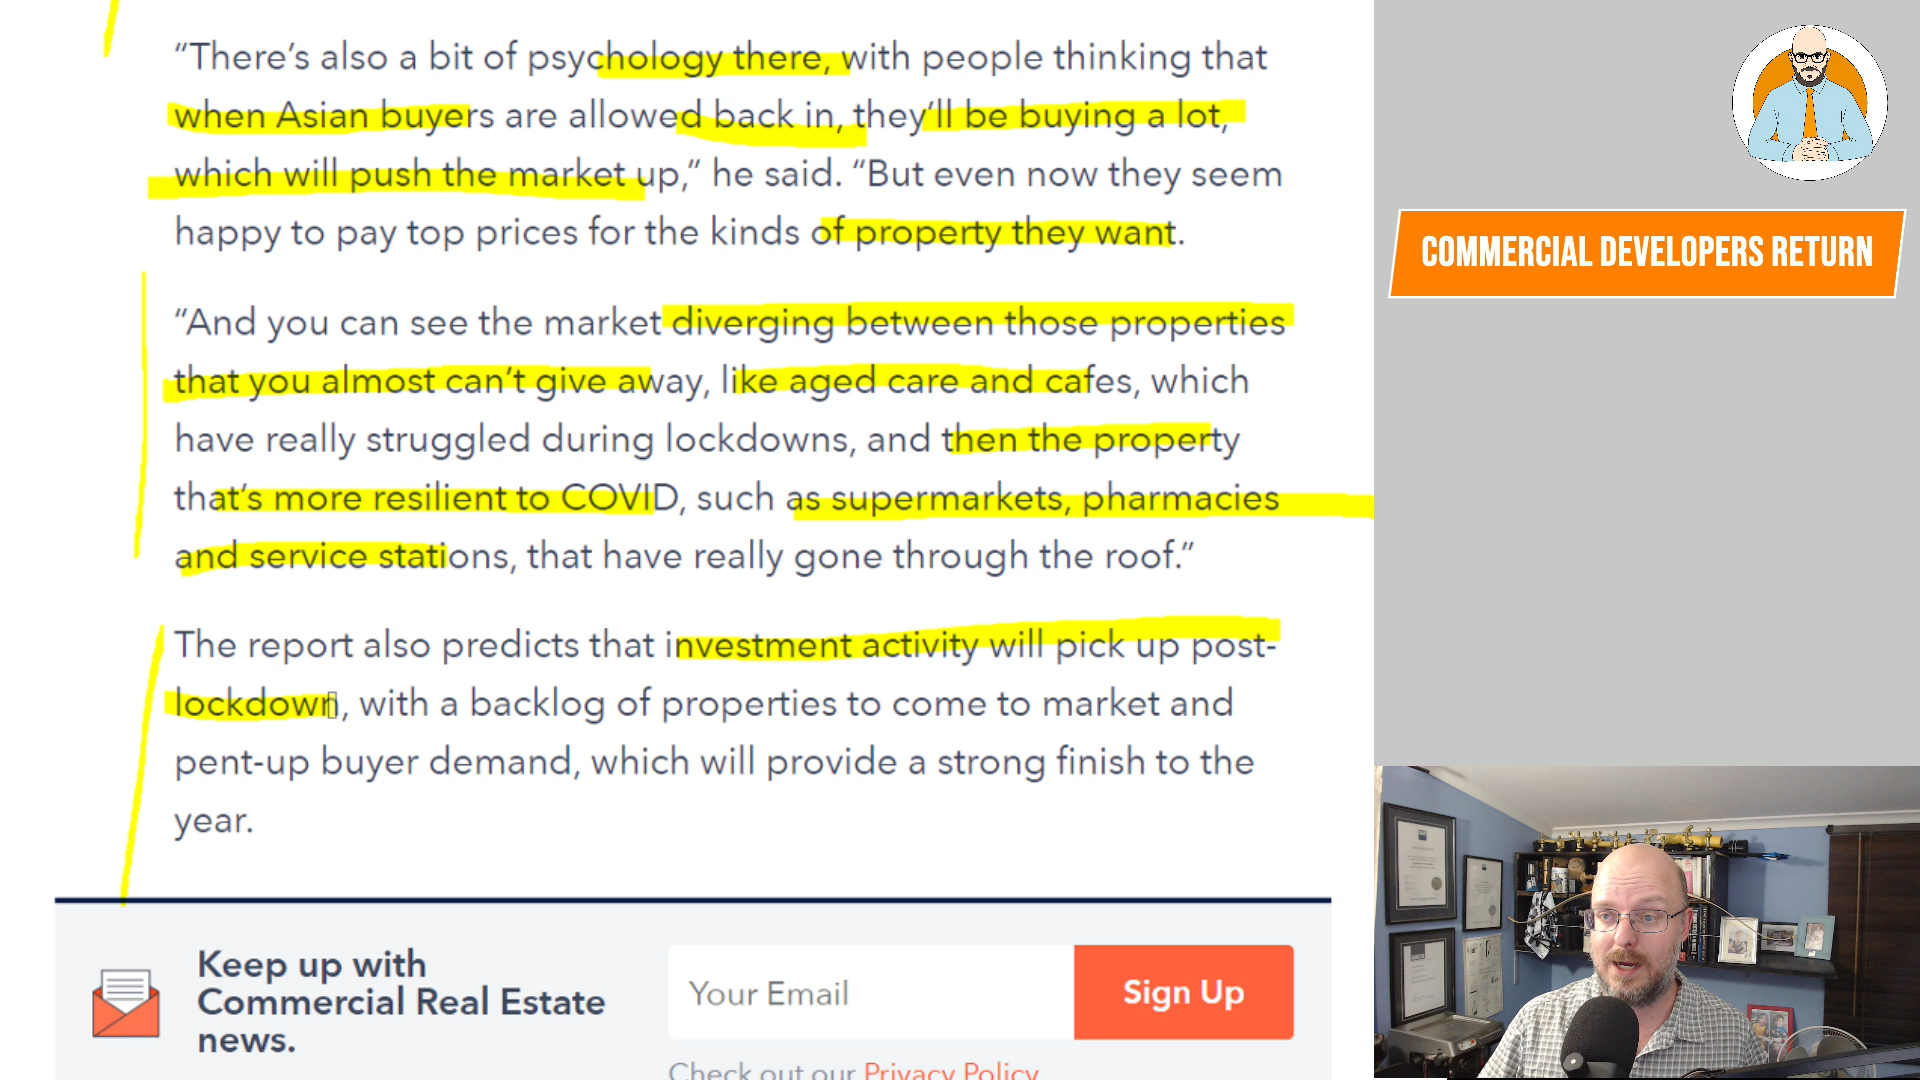 “There’s also a bit of psychology there, with people thinking that
when Asian buyers are allowed back in, they’ll be buying a lot,
which will push the market up,” he said. “But even now they seem
happy to pay top prices for the kinds of property they want.
“And you can see the market diverging between those properties
that you almost can’t give away, like aged care and cafes, which
have really struggled during lockdowns, and then the property
that’s more resilient to COVID, such as supermarkets, pharmacies
and service stations, that have really gone through the roof.”
The report also predicts that investment activity will pick up post-
lockdown, with a backlog of properties to come to market and
pent-up buyer demand, which will provide a strong finish to the
year.
Keep up with
Commercial Real Estate
news.
Your Email
Sign Up
Check out our Privacy Policy
COMMERCIAL DEVELOPERS RETURN